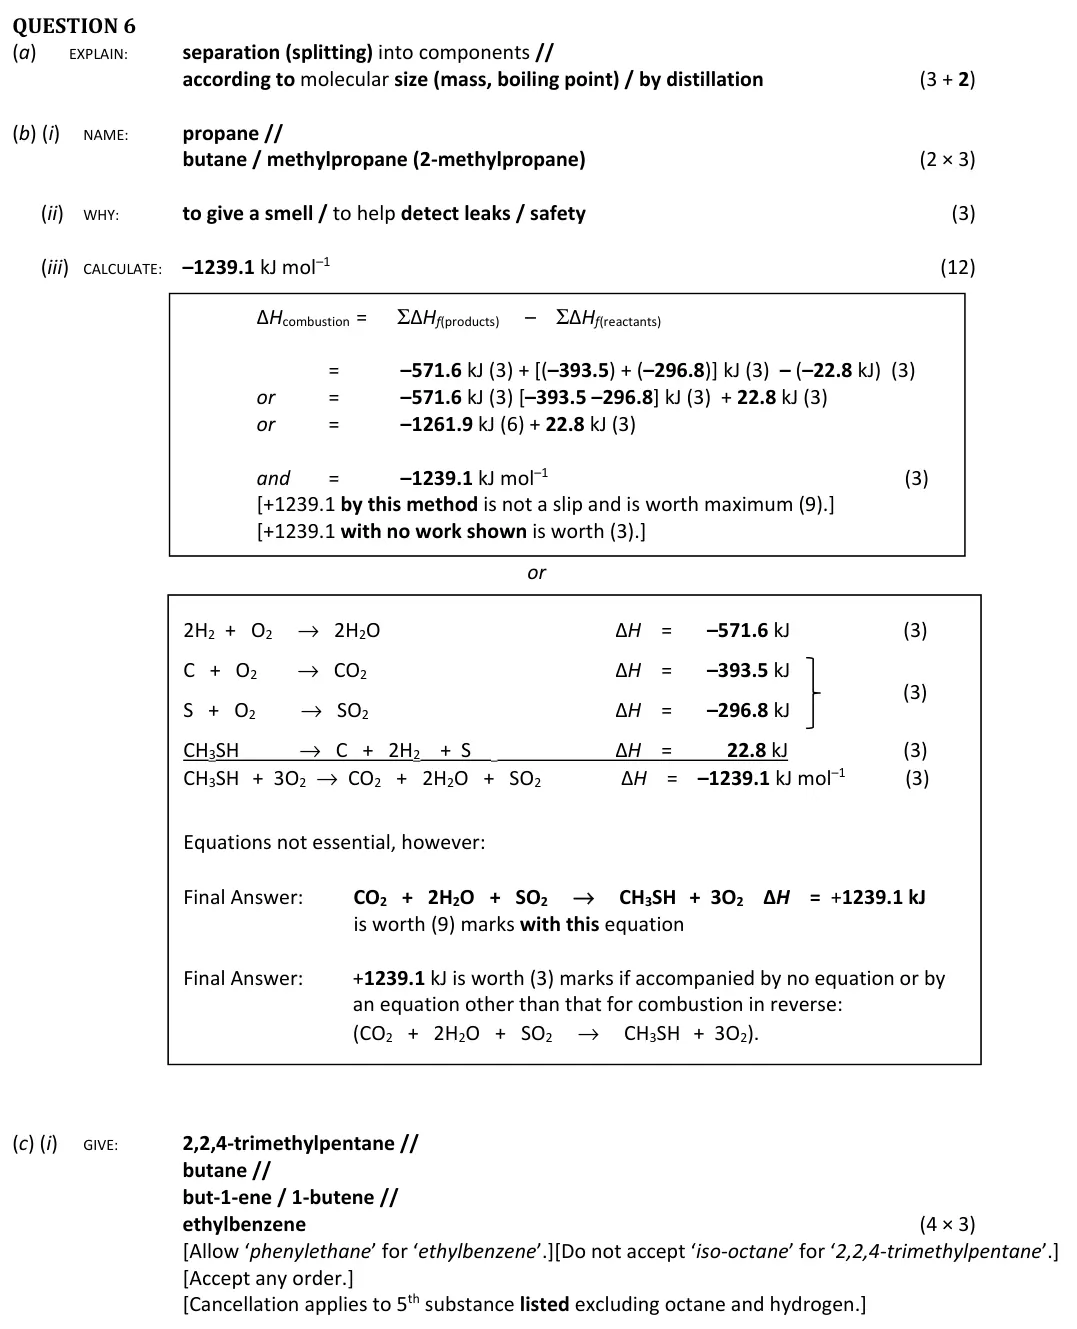 QUESTION 6
(a) EXPLAIN: separation (splitting) into components //
according to molecular size (mass, boiling point) / by distillation (3 + 2)
(b) (i) NAME: propane //
butane / methylpropane (2-methylpropane) (2 × 3)
(ii) WHY: to give a smell / to help detect leaks / safety (3)
(iii) CALCULATE: –1239.1 kJ mol⁻¹ (12)
ΔHcombustion = ΣΔHf(products) – ΣΔHf(reactants)
= –571.6 kJ (3) + [(–393.5) + (–296.8)] kJ (3) – (–22.8 kJ) (3)
or = –571.6 kJ (3) [–393.5 –296.8] kJ (3) + 22.8 kJ (3)
or = –1261.9 kJ (6) + 22.8 kJ (3)
and = –1239.1 kJ mol⁻¹ (3)
[+1239.1 by this method is not a slip and is worth maximum (9).]
[+1239.1 with no work shown is worth (3).]
or
2H₂ + O₂ → 2H₂O ΔH = –571.6 kJ (3)
C + O₂ → CO₂ ΔH = –393.5 kJ
(3)
S + O₂ → SO₂ ΔH = –296.8 kJ
CH₃SH → C + 2H₂ + S ΔH = 22.8 kJ (3)
CH₃SH + 3O₂ → CO₂ + 2H₂O + SO₂ ΔH = –1239.1 kJ mol⁻¹ (3)
Equations not essential, however:
Final Answer: CO₂ + 2H₂O + SO₂ → CH₃SH + 3O₂ ΔH = +1239.1 kJ
is worth (9) marks with this equation
Final Answer: +1239.1 kJ is worth (3) marks if accompanied by no equation or by
an equation other than that for combustion in reverse:
(CO₂ + 2H₂O + SO₂ → CH₃SH + 3O₂).
(c) (i) GIVE: 2,2,4-trimethylpentane //
butane //
but-1-ene / 1-butene //
ethylbenzene (4 × 3)
[Allow ‘phenylethane’ for ‘ethylbenzene’.][Do not accept ‘iso-octane’ for ‘2,2,4-trimethylpentane’.]
[Accept any order.]
[Cancellation applies to 5th substance listed excluding octane and hydrogen.]